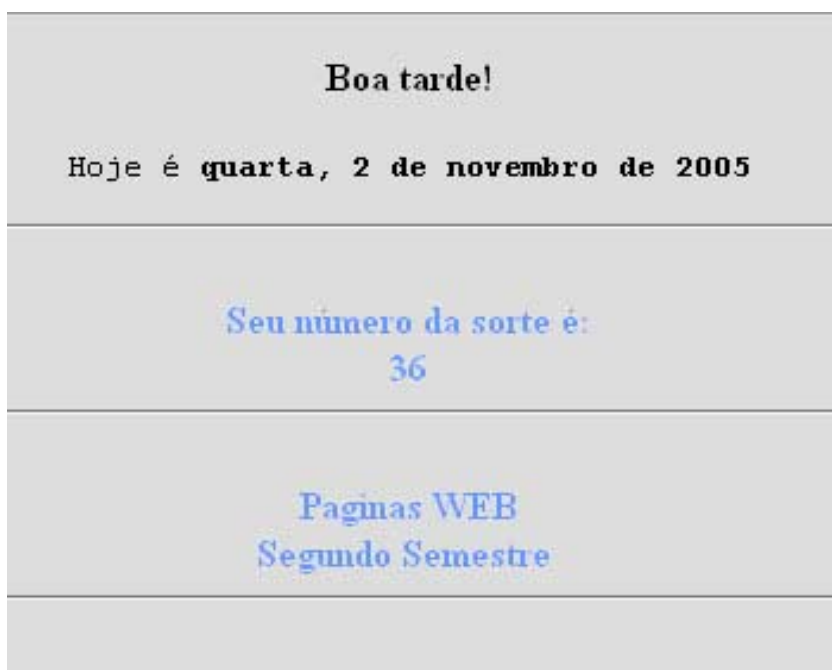 Boa tarde!
Hoje é quarta, 2 de novembro de 2005
Seu número da sorte é:
36
Paginas WEB
Segundo Semestre